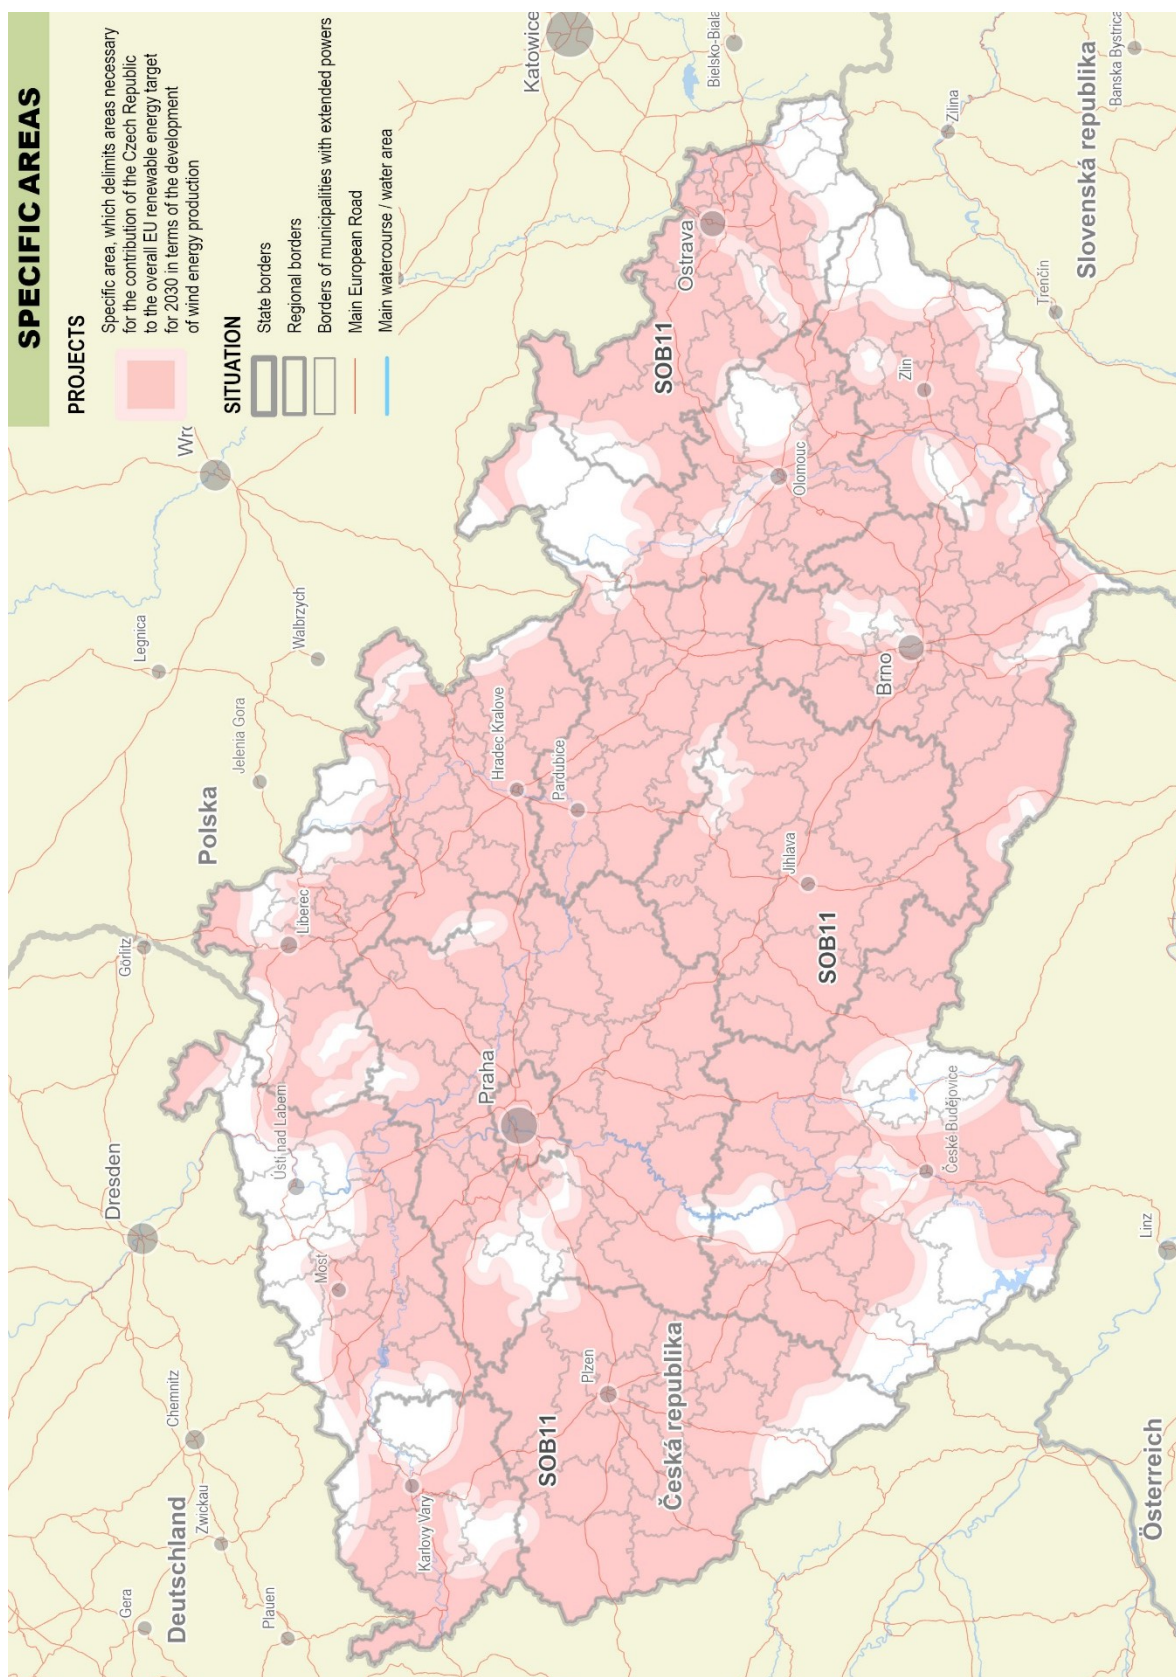 SPECIFIC AREAS
PROJECTS
Specific area, which delimits areas necessary
for the contribution of the Czech Republic
to the overall EU renewable energy target
for 2030 in terms of the development
of wind energy production
SITUATION
State borders
Regional borders
Borders of municipalities with extended powers
Main European Road
Main watercourse / water area
Deutschland
Gera
Zwickau
Plauen
Chemnitz
Dresden
Görlitz
Polska
Jelenia Gora
Legnica
Walbrzych
Wro
Katowice
Bielsko-Biala
Karlovy Vary
Most
Ústí nad Labem
Liberec
Praha
Hradec Kralove
Pardubice
SOB11
Plzen
Česká republika
SOB11
Jihlava
České Budějovice
Brno
Olomouc
SOB11
Ostrava
Zlin
Zilina
Trenčin
Slovenská republika
Banska Bystrica
Linz
Österreich